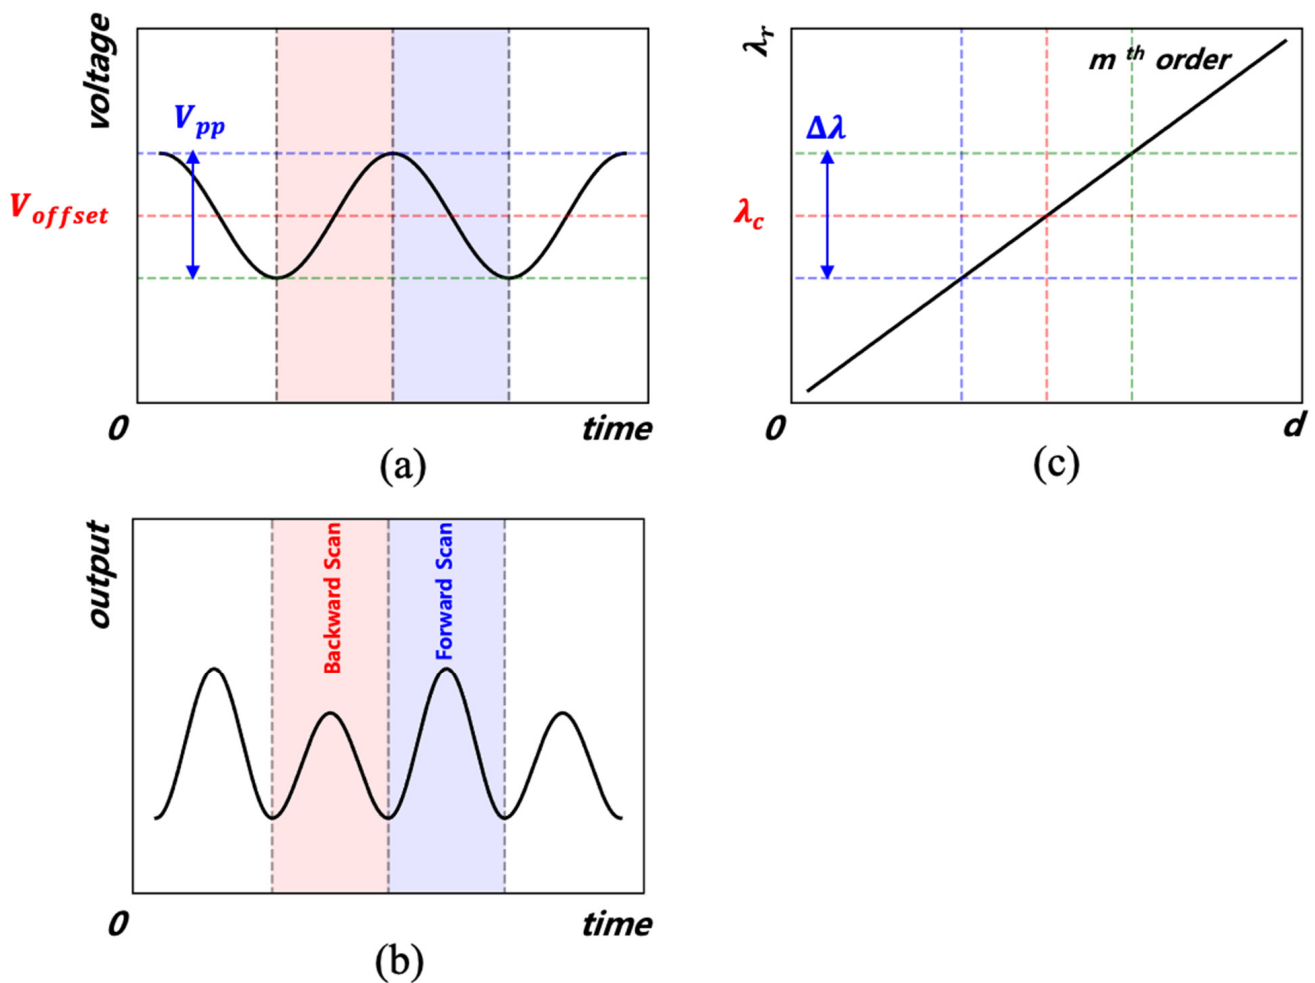 voltage
V_pp
V_offset
0
time
(a)
λ_r
m th order
Δλ
λ_c
0
d
(c)
output
Backward Scan
Forward Scan
0
time
(b)